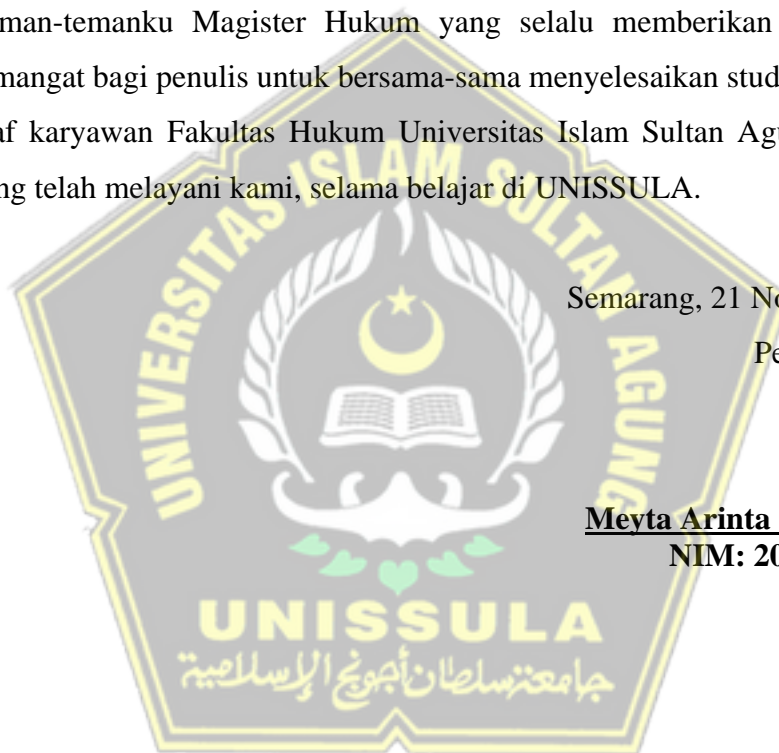 man-temanku Magister Hukum yang selalu memberikan
mangat bagi penulis untuk bersama-sama menyelesaikan stud
af karyawan Fakultas Hukum Universitas Islam Sultan Agu
ng telah melayani kami, selama belajar di UNISSULA.
UNIVERSITAS ISLAM SULTAN AGUNG
Semarang, 21 No
Pe
Meyta Arinta
NIM: 20
UNISSULA
جامعة سلطان أجونج الإسلامية